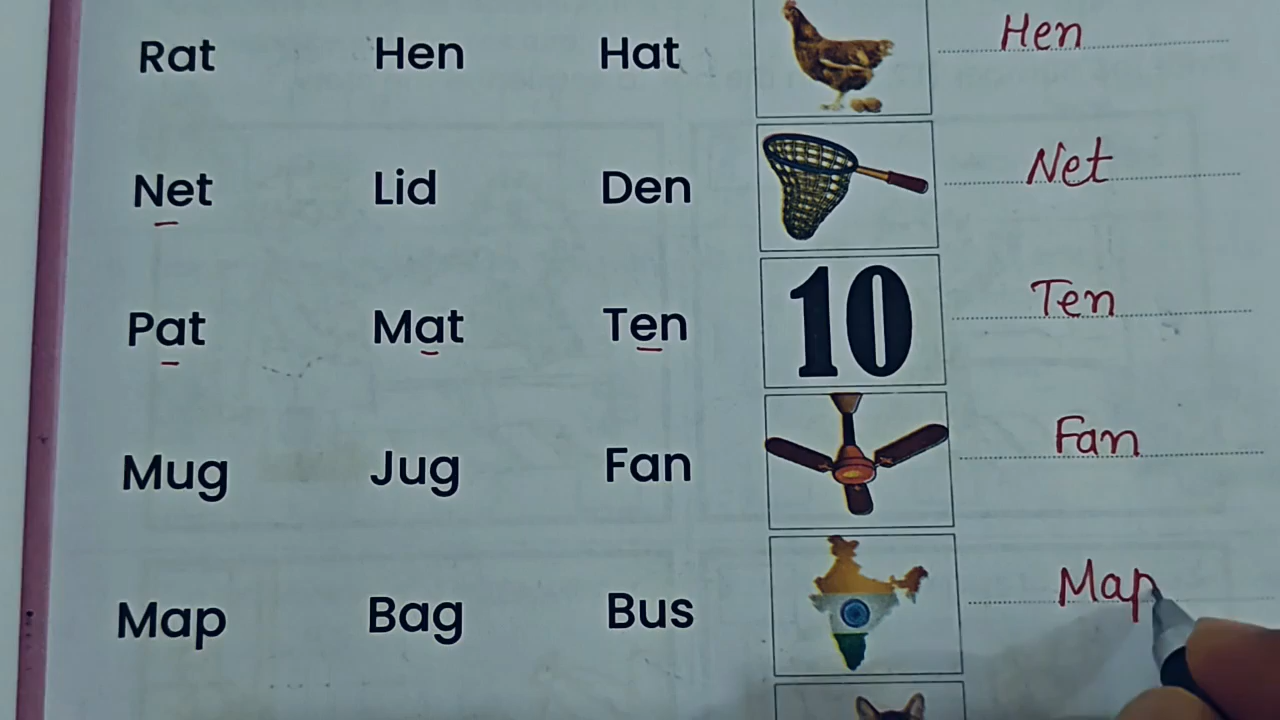 Rat Hen Hat Hen
Net Lid Den Net
Pat Mat Ten 10 Ten
Mug Jug Fan Fan
Map Bag Bus Map